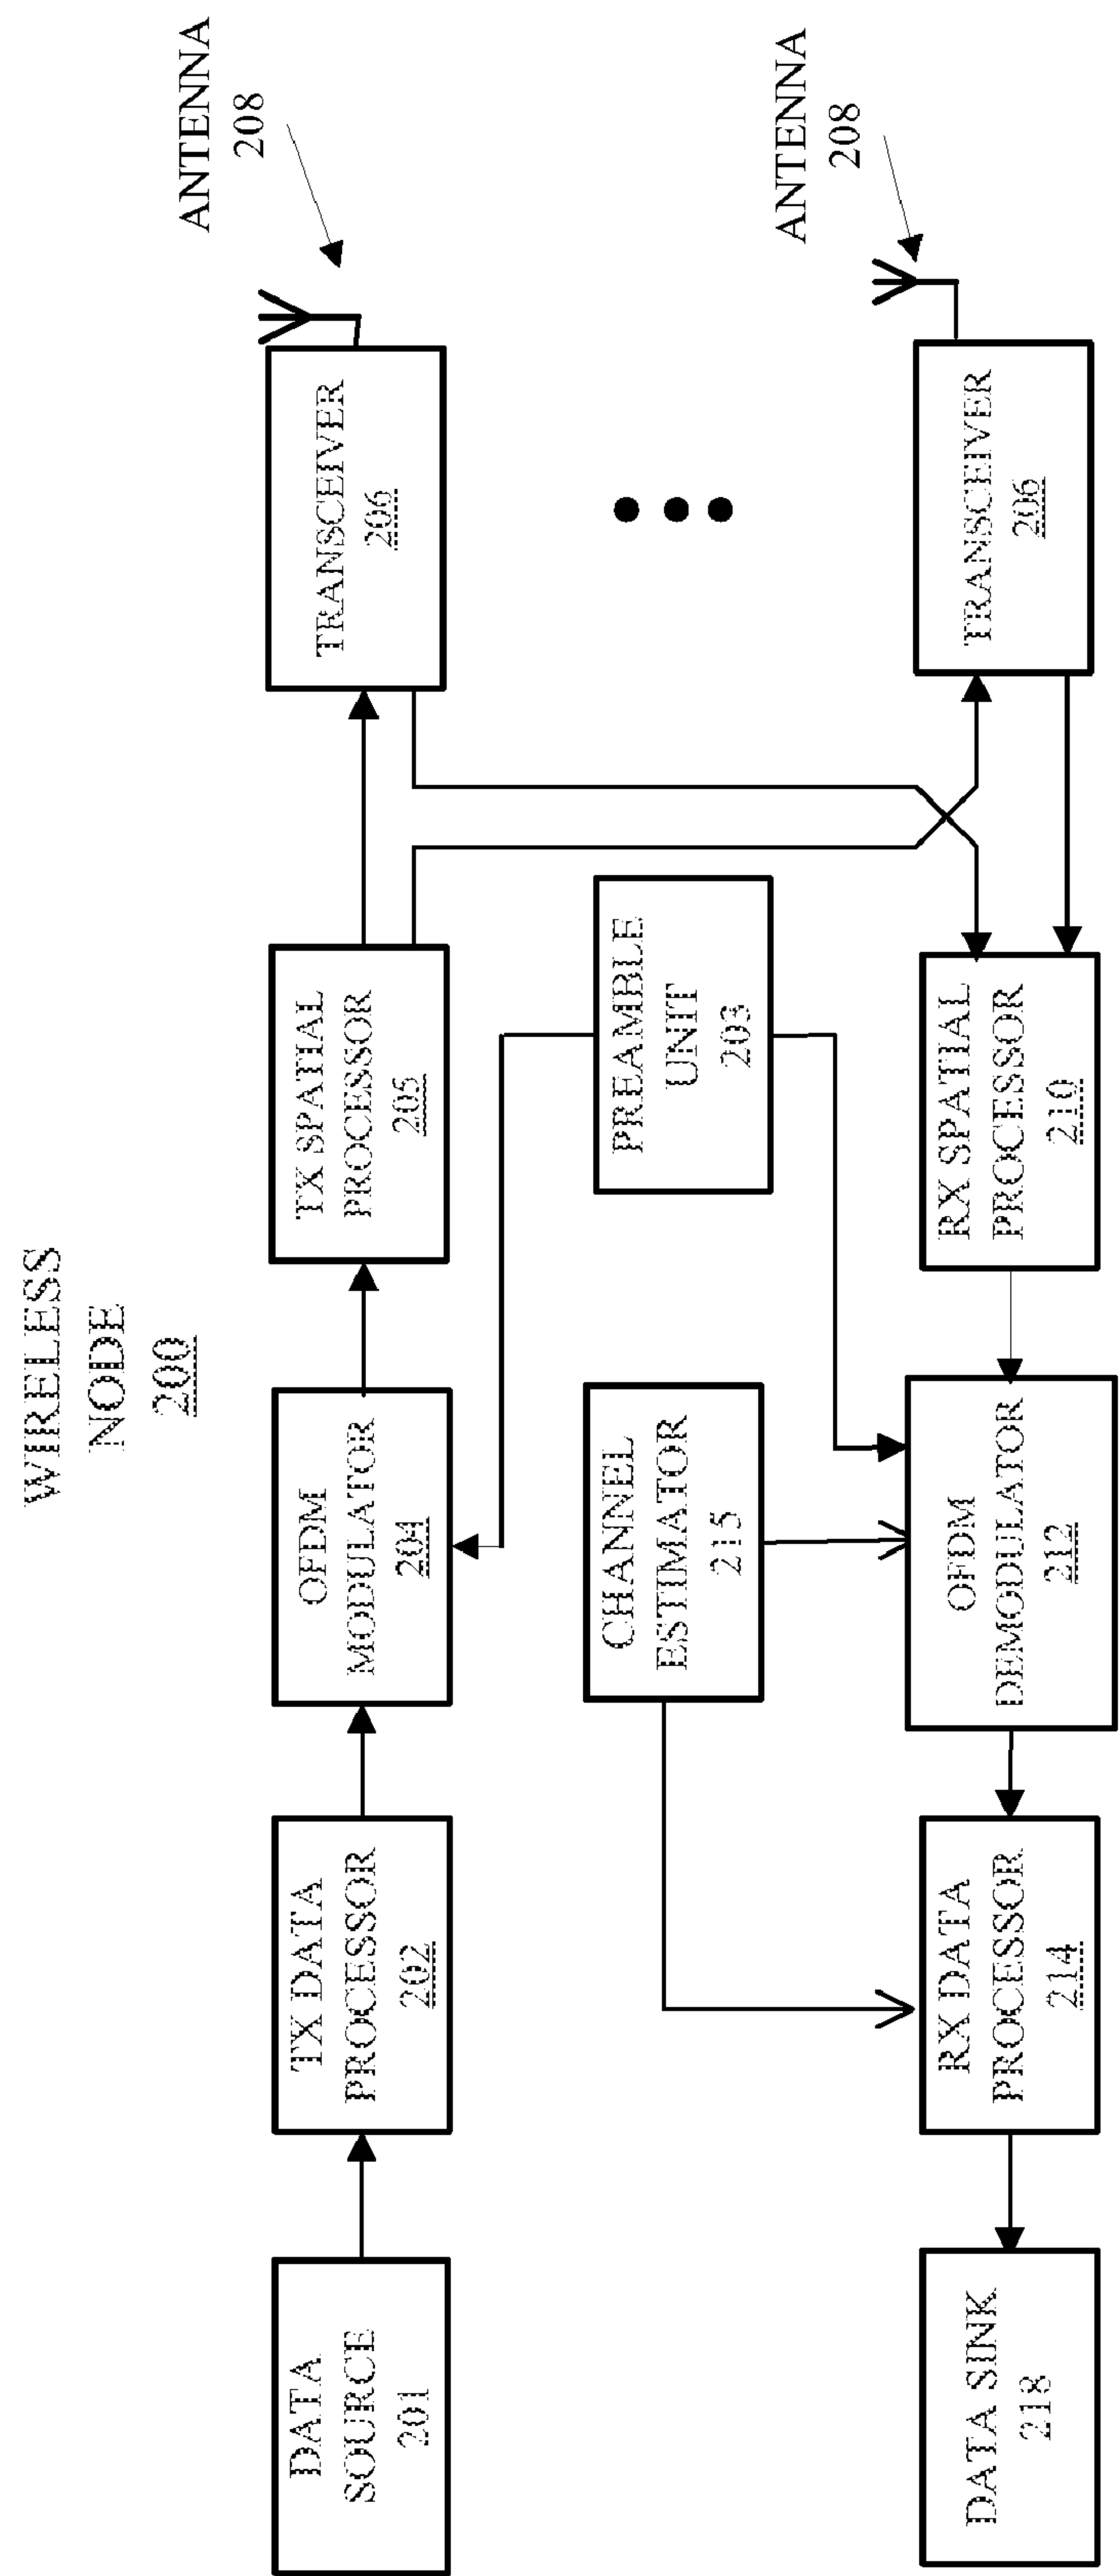 WIRELESS
NODE
200
DATA
SOURCE
201
TX DATA
PROCESSOR
202
OFDM
MODULATOR
204
TX SPATIAL
PROCESSOR
205
TRANSCEIVER
206
ANTENNA
208
CHANNEL
ESTIMATOR
215
PREAMBLE
UNIT
203
DATA SINK
218
RX DATA
PROCESSOR
214
OFDM
DEMODULATOR
212
RX SPATIAL
PROCESSOR
210
TRANSCEIVER
206
ANTENNA
208